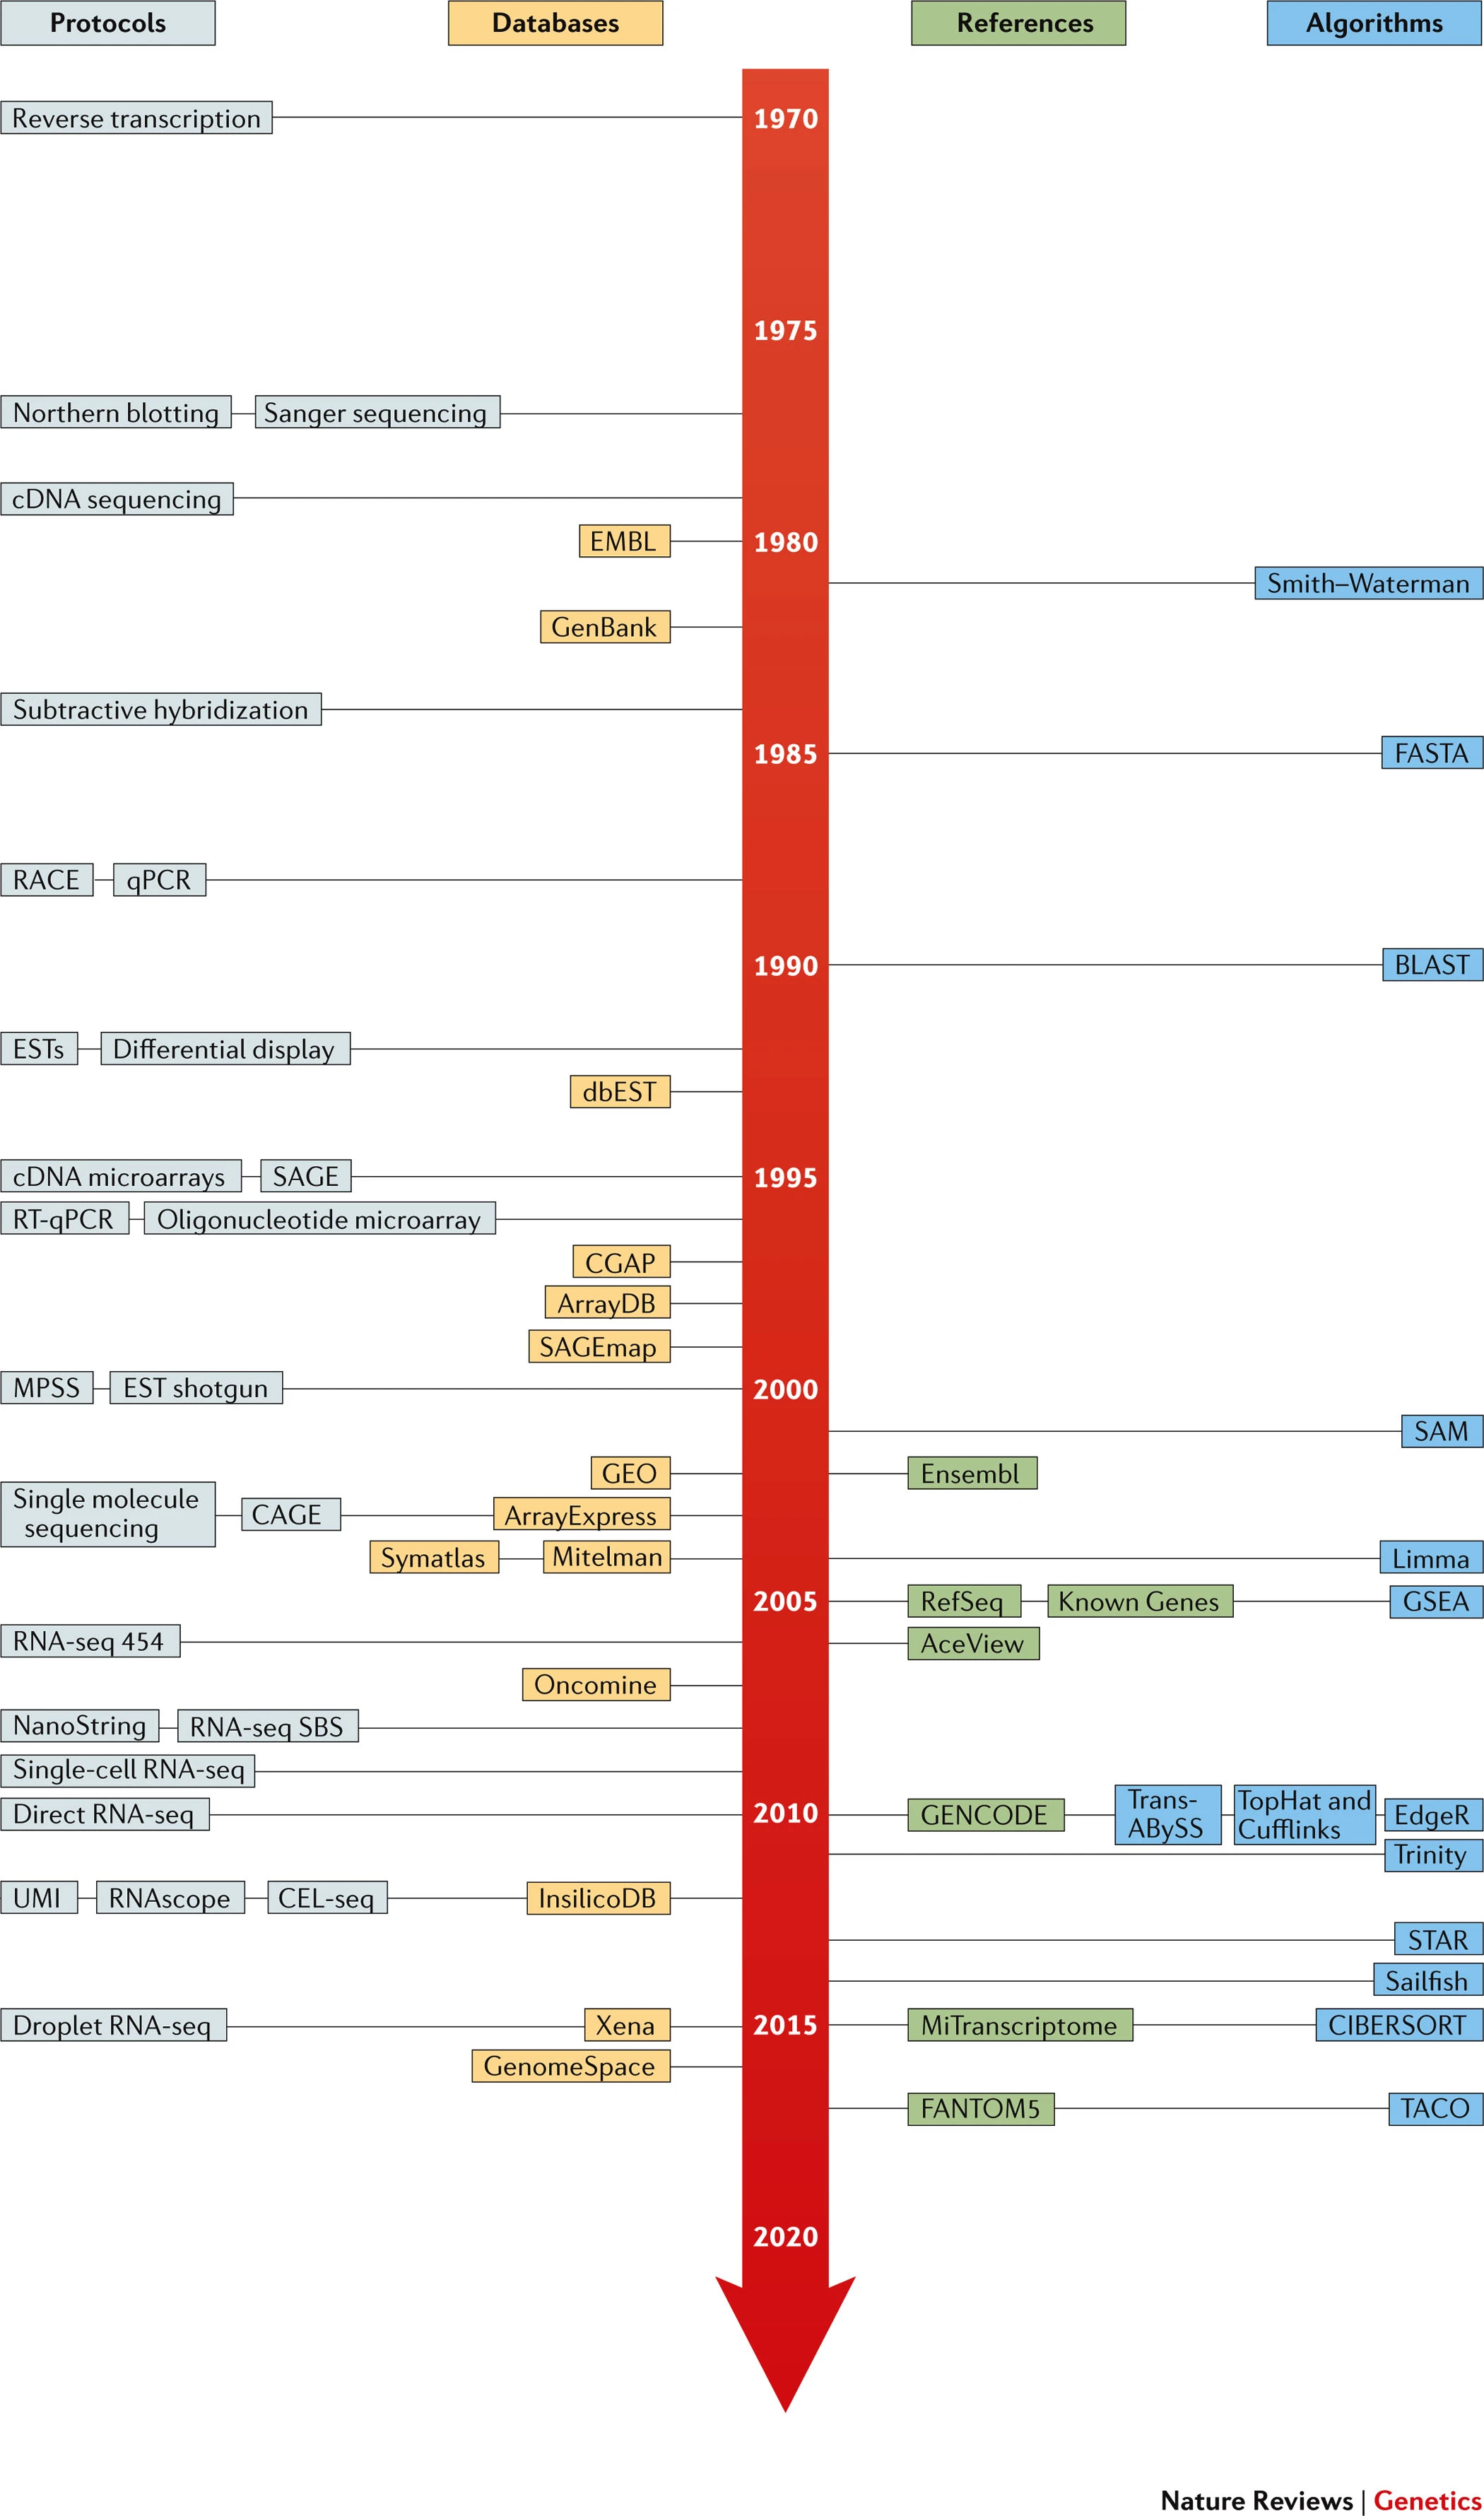 Protocols
Databases
References
Algorithms
Reverse transcription
1970
1975
Northern blotting
Sanger sequencing
cDNA sequencing
EMBL
1980
Smith–Waterman
GenBank
Subtractive hybridization
1985
FASTA
RACE
qPCR
1990
BLAST
ESTs
Differential display
dbEST
cDNA microarrays
SAGE
1995
RT-qPCR
Oligonucleotide microarray
CGAP
ArrayDB
SAGEmap
MPSS
EST shotgun
2000
SAM
GEO
Ensembl
Single molecule
sequencing
CAGE
ArrayExpress
Symatlas
Mitelman
Limma
2005
RefSeq
Known Genes
GSEA
RNA-seq 454
AceView
Oncomine
NanoString
RNA-seq SBS
Single-cell RNA-seq
Direct RNA-seq
2010
GENCODE
Trans-
ABySS
TopHat and
Cufflinks
EdgeR
Trinity
UMI
RNAscope
CEL-seq
InsilicoDB
STAR
Sailfish
Droplet RNA-seq
Xena
2015
MiTranscriptome
CIBERSORT
GenomeSpace
FANTOM5
TACO
2020
Nature Reviews | Genetics